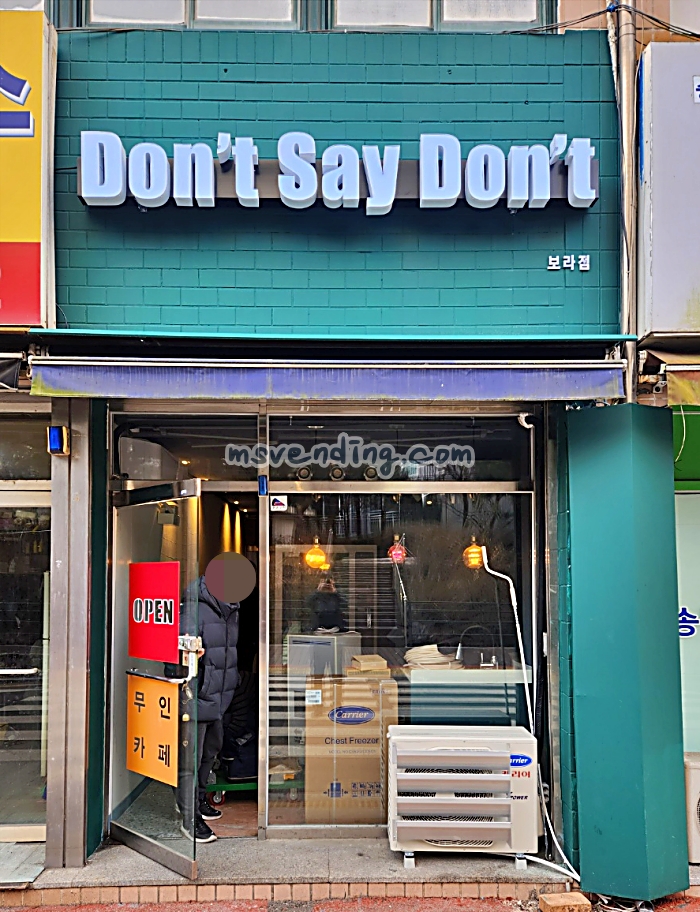 Don't Say Don't
보라점
msvending.com
OPEN
무인
카페
Carrier
Chest Freezer
Carrier